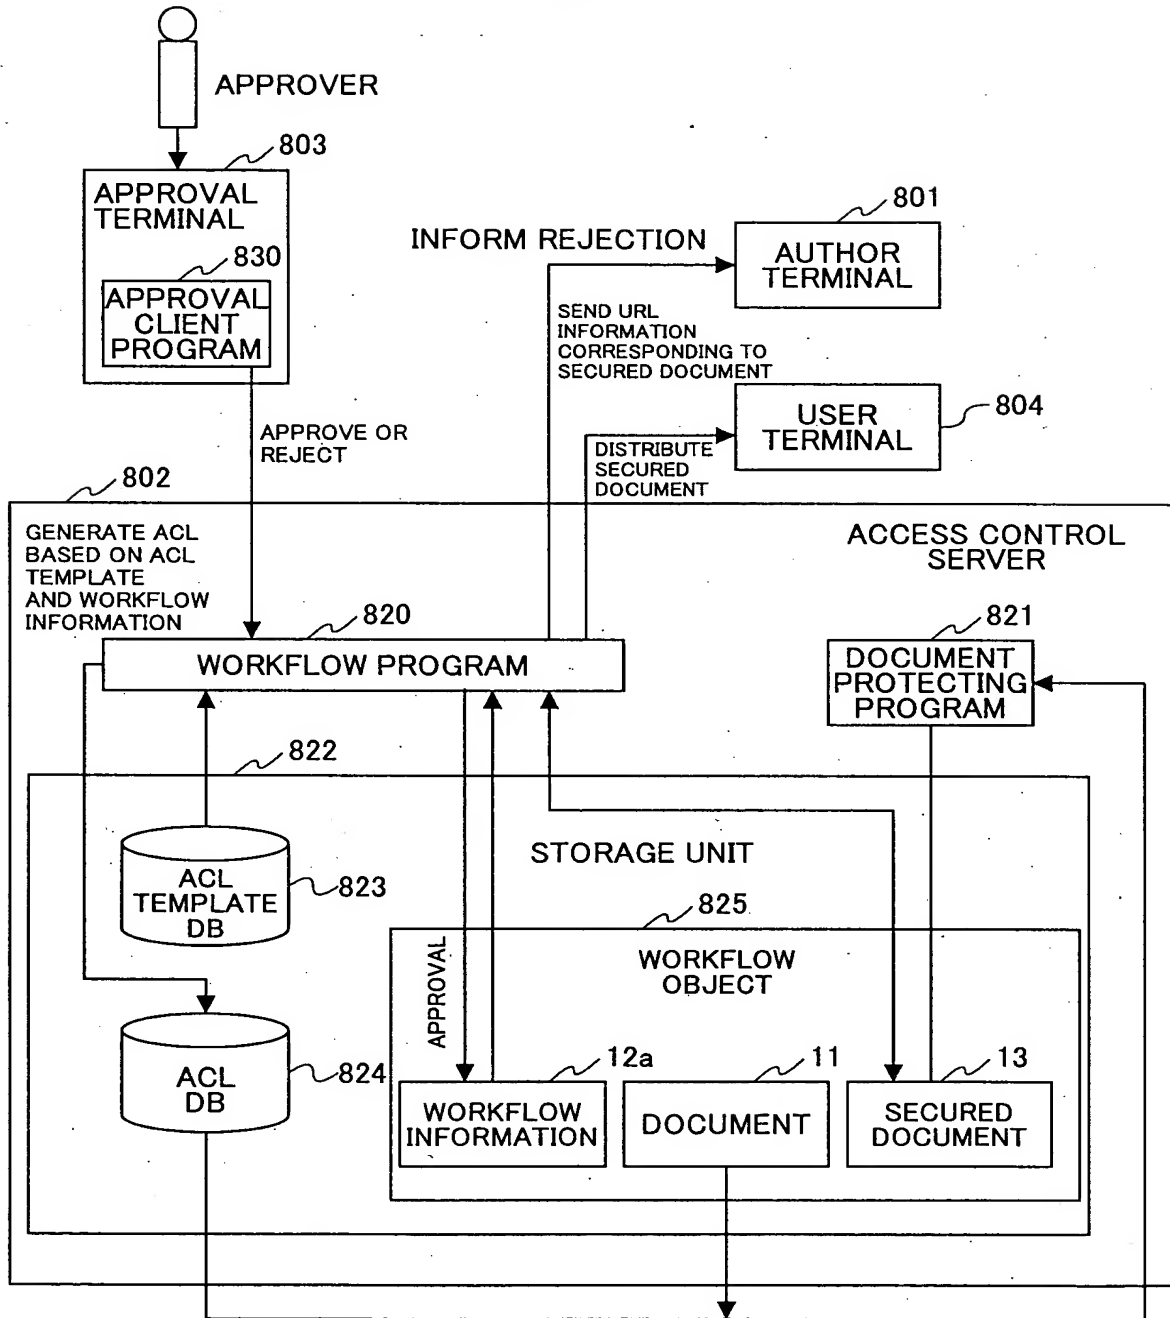 APPROVER
803
APPROVAL
TERMINAL
830
APPROVAL
CLIENT
PROGRAM
801
INFORM REJECTION
AUTHOR
TERMINAL
SEND URL
INFORMATION
CORRESPONDING TO
SECURED DOCUMENT
804
USER
TERMINAL
APPROVE OR
REJECT
DISTRIBUTE
SECURED
DOCUMENT
802
GENERATE ACL
BASED ON ACL
TEMPLATE
AND WORKFLOW
INFORMATION
ACCESS CONTROL
SERVER
820
WORKFLOW PROGRAM
821
DOCUMENT
PROTECTING
PROGRAM
822
STORAGE UNIT
ACL
TEMPLATE
DB
823
825
WORKFLOW
OBJECT
APPROVAL
ACL
DB
824
12a
WORKFLOW
INFORMATION
11
DOCUMENT
13
SECURED
DOCUMENT